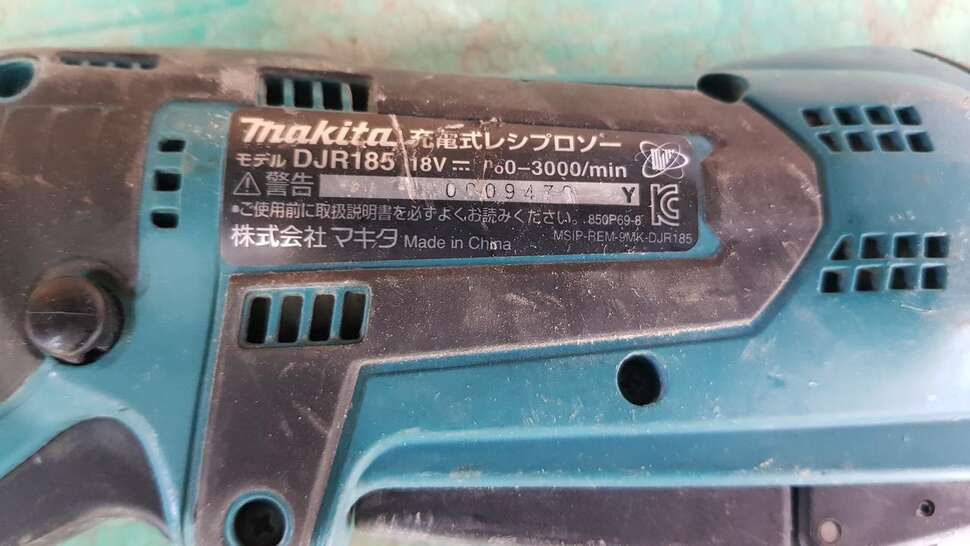 makita 充電式レシプロソー
モデル DJR185 18V 0-3000/min
警告 Y
●ご使用前に取扱説明書を必ずよくお読みください。 850P69-8
株式会社 マキタ Made in China MSIP-REM-9MK-DJR185